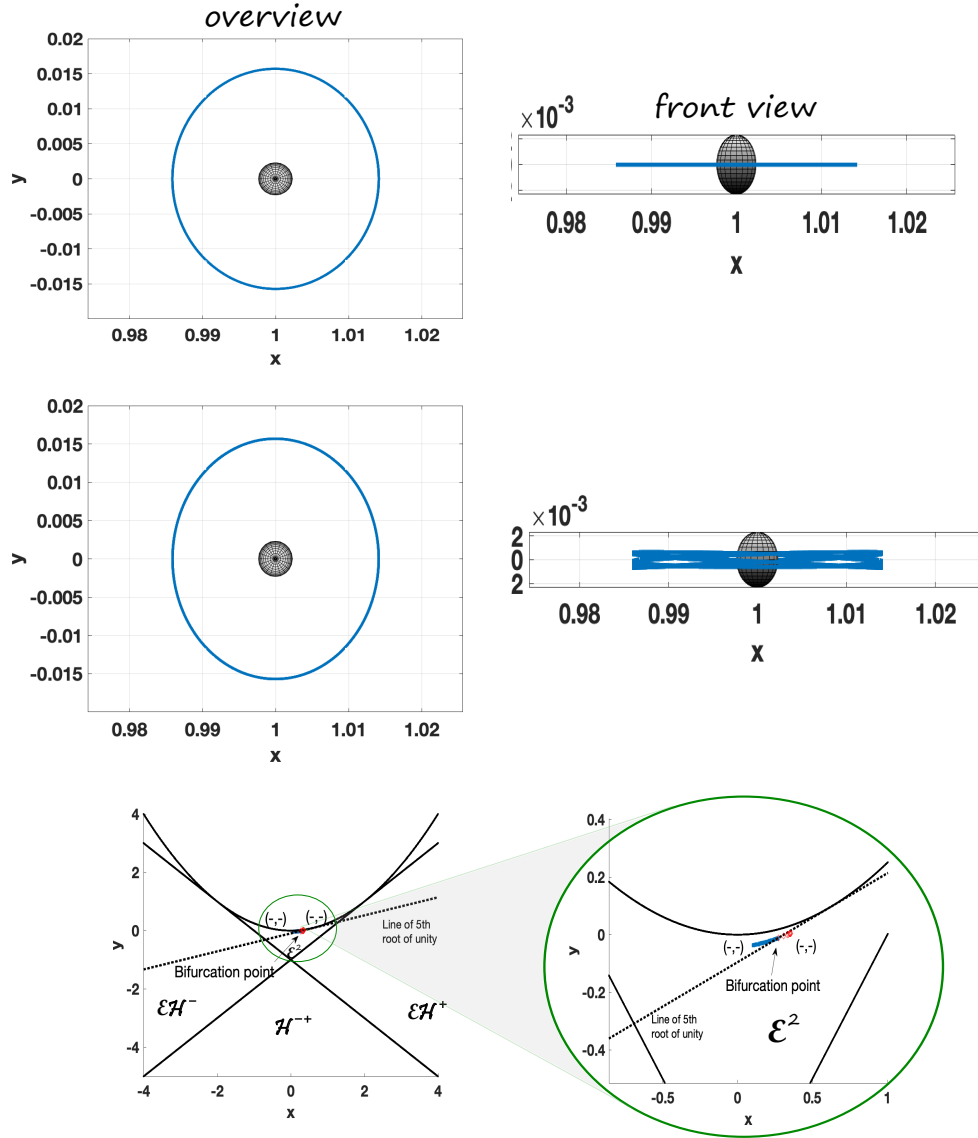 overview
0.02
0.015
0.01
0.005
0
-0.005
-0.01
-0.015
y
0.98 0.99 1 1.01 1.02
x
front view
×10-3
0.98 0.99 1 1.01 1.02
x
0.02
0.015
0.01
0.005
0
-0.005
-0.01
-0.015
y
0.98 0.99 1 1.01 1.02
x
×10-3
2
0
2
0.98 0.99 1 1.01 1.02
x
4
2
0
-2
-4
y
(-,-) (-,-)
Line of 5th
root of unity
ℰ2
Bifurcation point
ℰℋ− ℋ−+ ℰℋ+
-4 -2 0 2 4
x
0.4
0.2
0
-0.2
-0.4
y
(-,-) (-,-)
Bifurcation point
Line of 5th
root of unity
ℰ2
-0.5 0 0.5 1
x